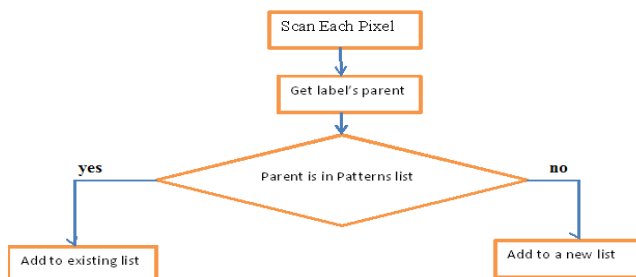 Scan Each Pixel
Get label's parent
yes
Parent is in Patterns list
no
Add to existing list
Add to a new list